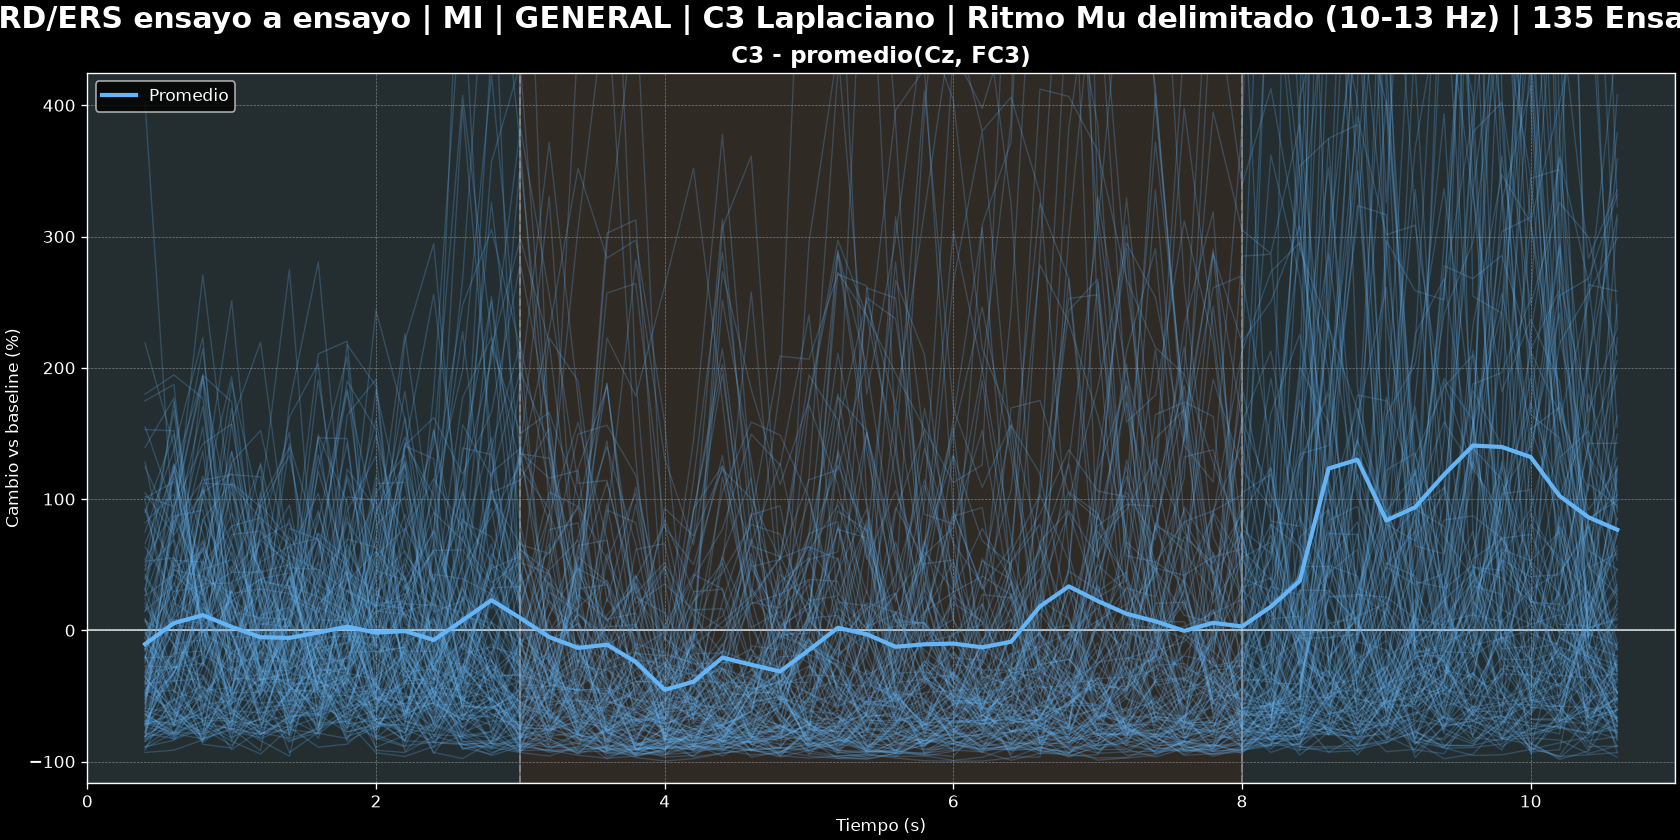 RD/ERS ensayo a ensayo | MI | GENERAL | C3 Laplaciano | Ritmo Mu delimitado (10-13 Hz) | 135 Ensa
C3 - promedio(Cz, FC3)
Promedio
400
300
200
100
0
−100
Cambio vs baseline (%)
0 2 4 6 8 10
Tiempo (s)